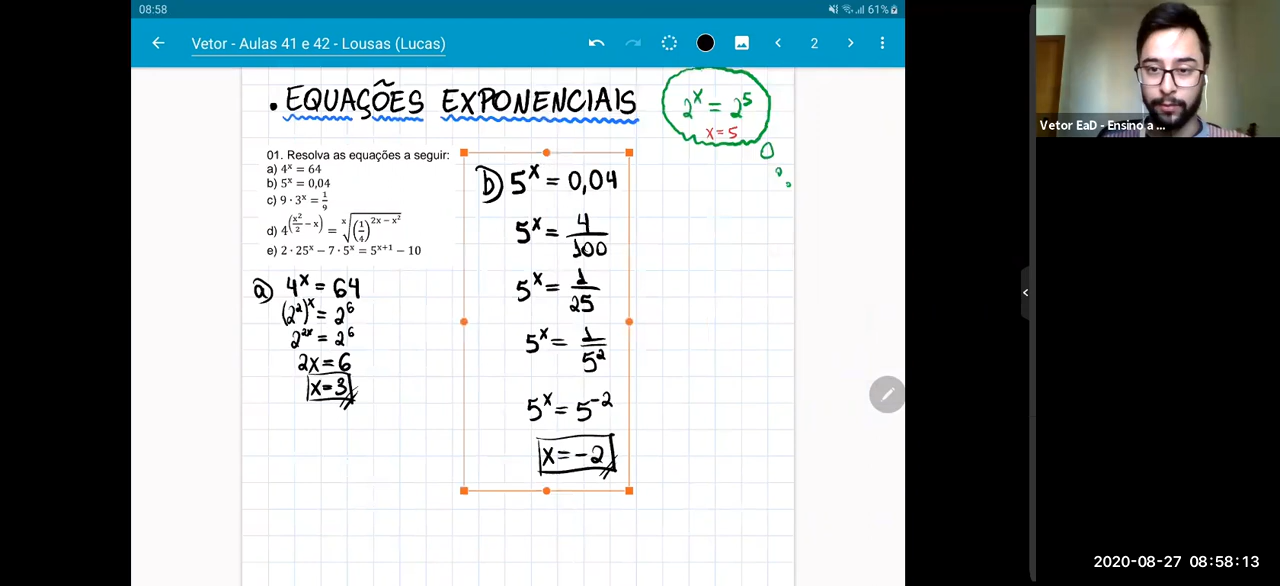 08:58
61%
Vetor - Aulas 41 e 42 - Lousas (Lucas)
2
. EQUAÇÕES EXPONENCIAIS
2^x = 2^5
x = 5
01. Resolva as equações a seguir:
a) 4^x = 64
b) 5^x = 0,04
c) 9 · 3^x = 1/9
d) 4^(x²/2 − x) = ˣ√((1/4)^(2x − x²))
e) 2 · 25^x − 7 · 5^x = 5^(x+1) − 10
a) 4^x = 64
(2²)^x = 2^6
2^2x = 2^6
2x = 6
x = 3
b) 5^x = 0,04
5^x = 4/100
5^x = 1/25
5^x = 1/5²
5^x = 5^−2
x = −2
Vetor EaD - Ensino a ...
2020-08-27 08:58:13